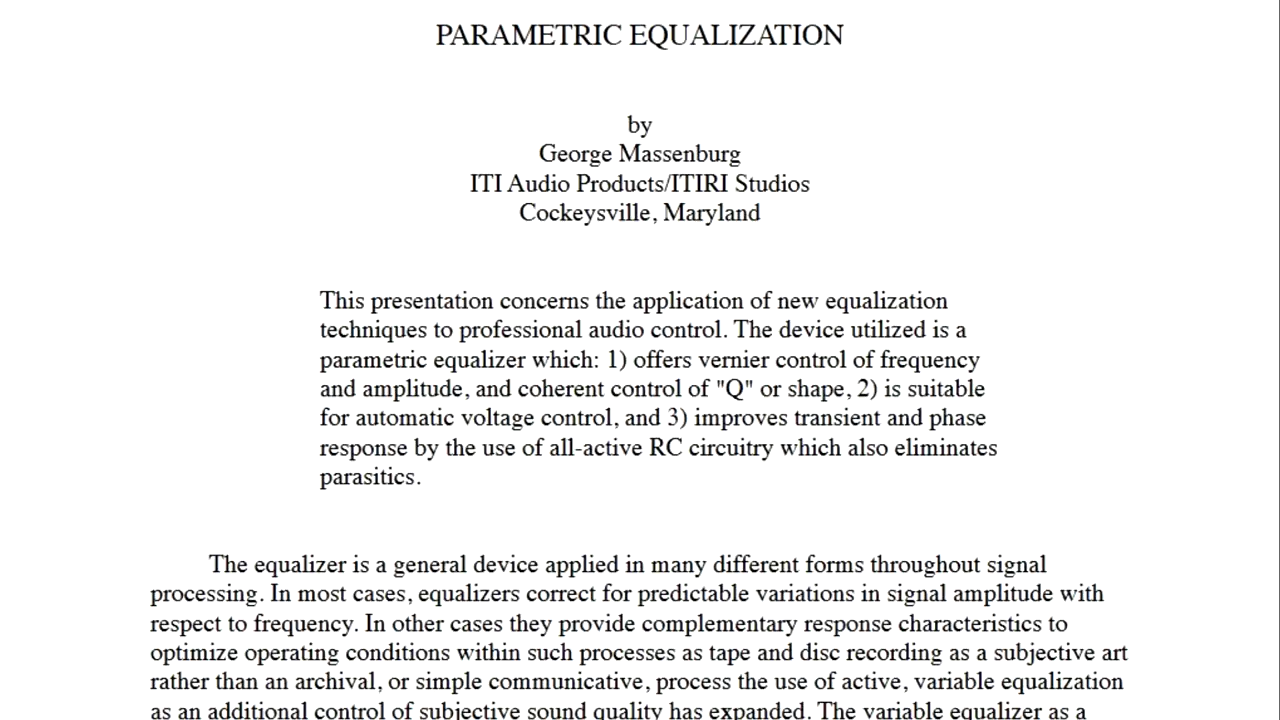 PARAMETRIC EQUALIZATION
by
George Massenburg
ITI Audio Products/ITIRI Studios
Cockeysville, Maryland
This presentation concerns the application of new equalization
techniques to professional audio control. The device utilized is a
parametric equalizer which: 1) offers vernier control of frequency
and amplitude, and coherent control of "Q" or shape, 2) is suitable
for automatic voltage control, and 3) improves transient and phase
response by the use of all-active RC circuitry which also eliminates
parasitics.
The equalizer is a general device applied in many different forms throughout signal
processing. In most cases, equalizers correct for predictable variations in signal amplitude with
respect to frequency. In other cases they provide complementary response characteristics to
optimize operating conditions within such processes as tape and disc recording as a subjective art
rather than an archival, or simple communicative, process the use of active, variable equalization
as an additional control of subjective sound quality has expanded. The variable equalizer as a